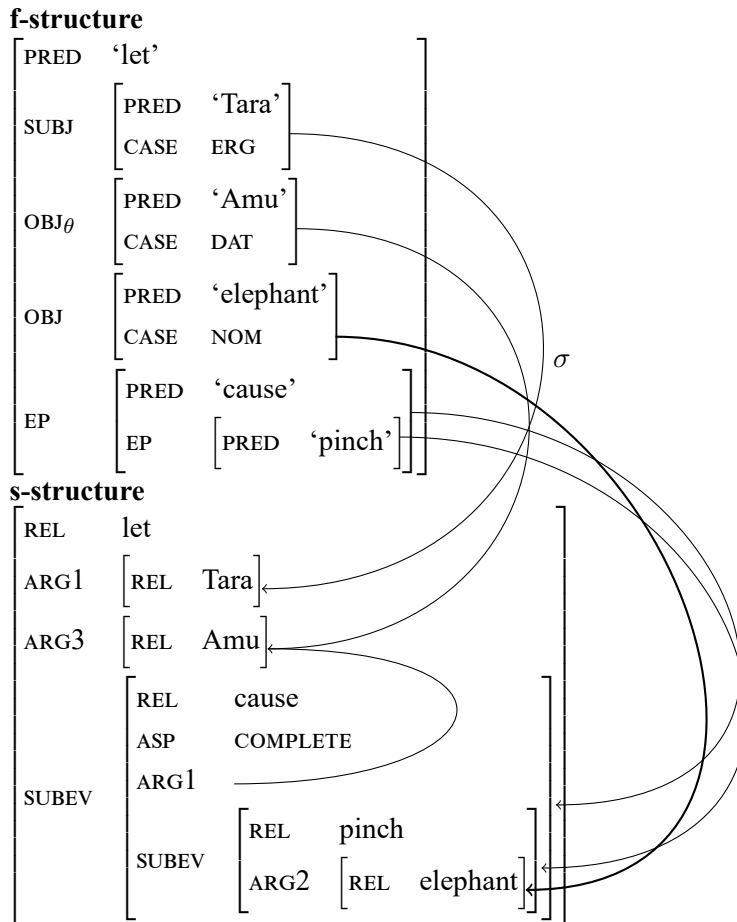 f-structure
PRED ‘let’
SUBJ
PRED ‘Tara’
CASE ERG
OBJθ
PRED ‘Amu’
CASE DAT
OBJ
PRED ‘elephant’
CASE NOM
σ
EP
PRED ‘cause’
EP PRED ‘pinch’
s-structure
REL let
ARG1 REL Tara
ARG3 REL Amu
SUBEV
REL cause
ASP COMPLETE
ARG1
SUBEV
REL pinch
ARG2 REL elephant